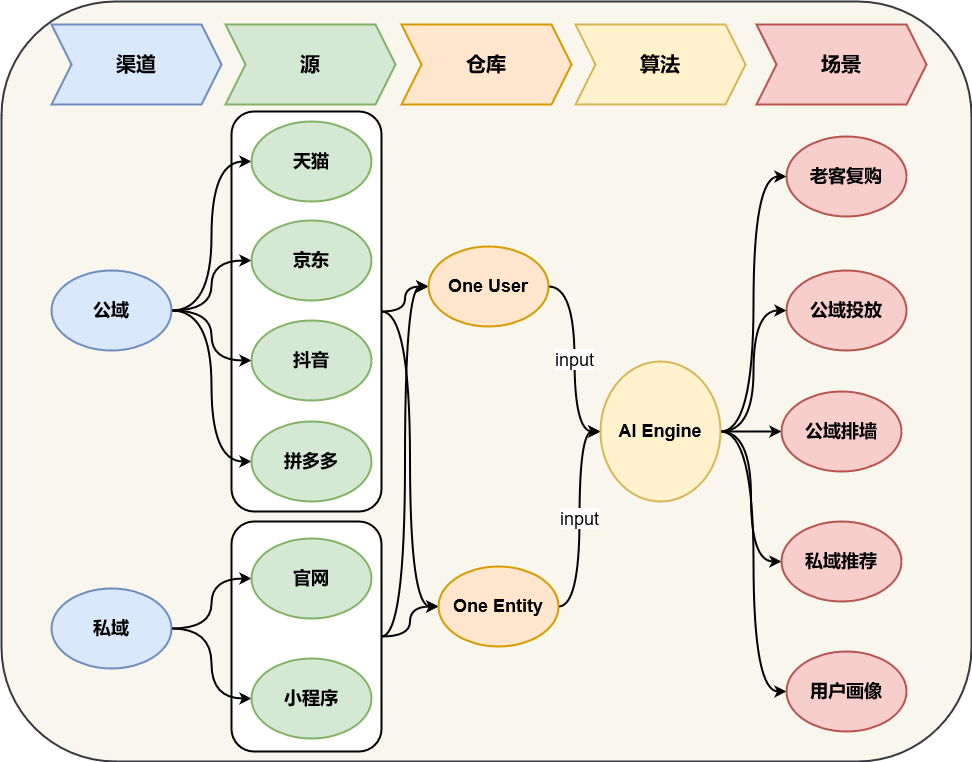 渠道
源
仓库
算法
场景
公域
私域
天猫
京东
抖音
拼多多
官网
小程序
One User
One Entity
input
input
AI Engine
老客复购
公域投放
公域排墙
私域推荐
用户画像